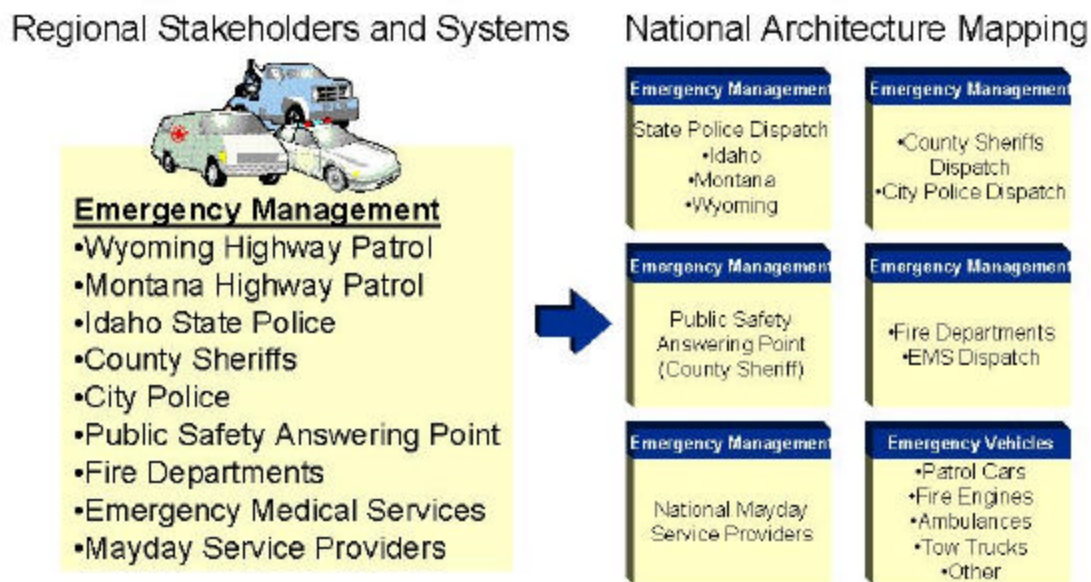 Regional Stakeholders and Systems
Emergency Management
•Wyoming Highway Patrol
•Montana Highway Patrol
•Idaho State Police
•County Sheriffs
•City Police
•Public Safety Answering Point
•Fire Departments
•Emergency Medical Services
•Mayday Service Providers
National Architecture Mapping
Emergency Management
State Police Dispatch
•Idaho
•Montana
•Wyoming
Emergency Management
•County Sheriffs
Dispatch
•City Police Dispatch
Emergency Management
Public Safety
Answering Point
(County Sheriff)
Emergency Management
•Fire Departments
•EMS Dispatch
Emergency Management
National Mayday
Service Providers
Emergency Vehicles
•Patrol Cars
•Fire Engines
•Ambulances
•Tow Trucks
•Other